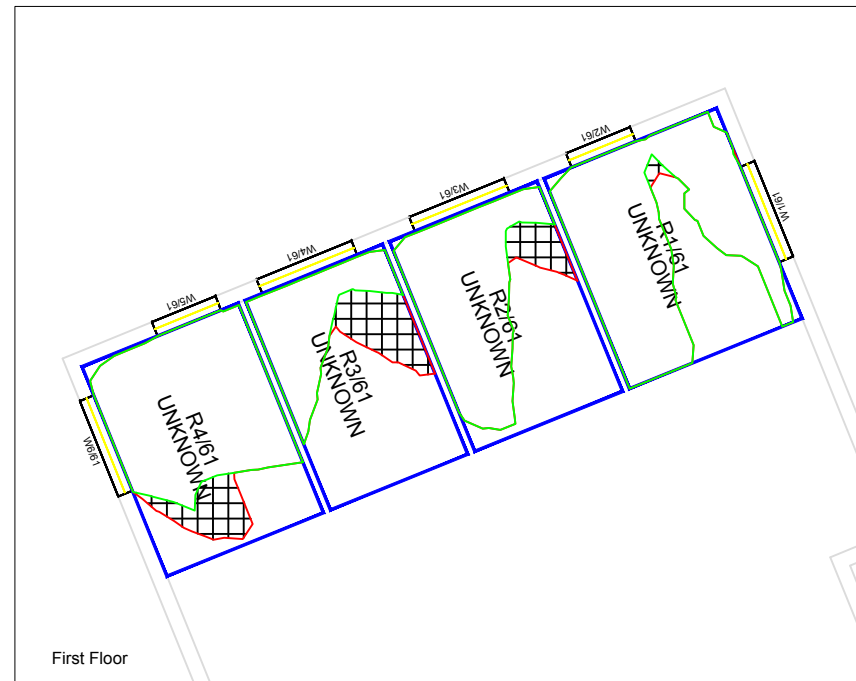 W2/61
W3/61
W1/61
W4/61
R1/61
UNKNOWN
W5/61
R2/61
UNKNOWN
R3/61
UNKNOWN
R4/61
UNKNOWN
W6/61
First Floor